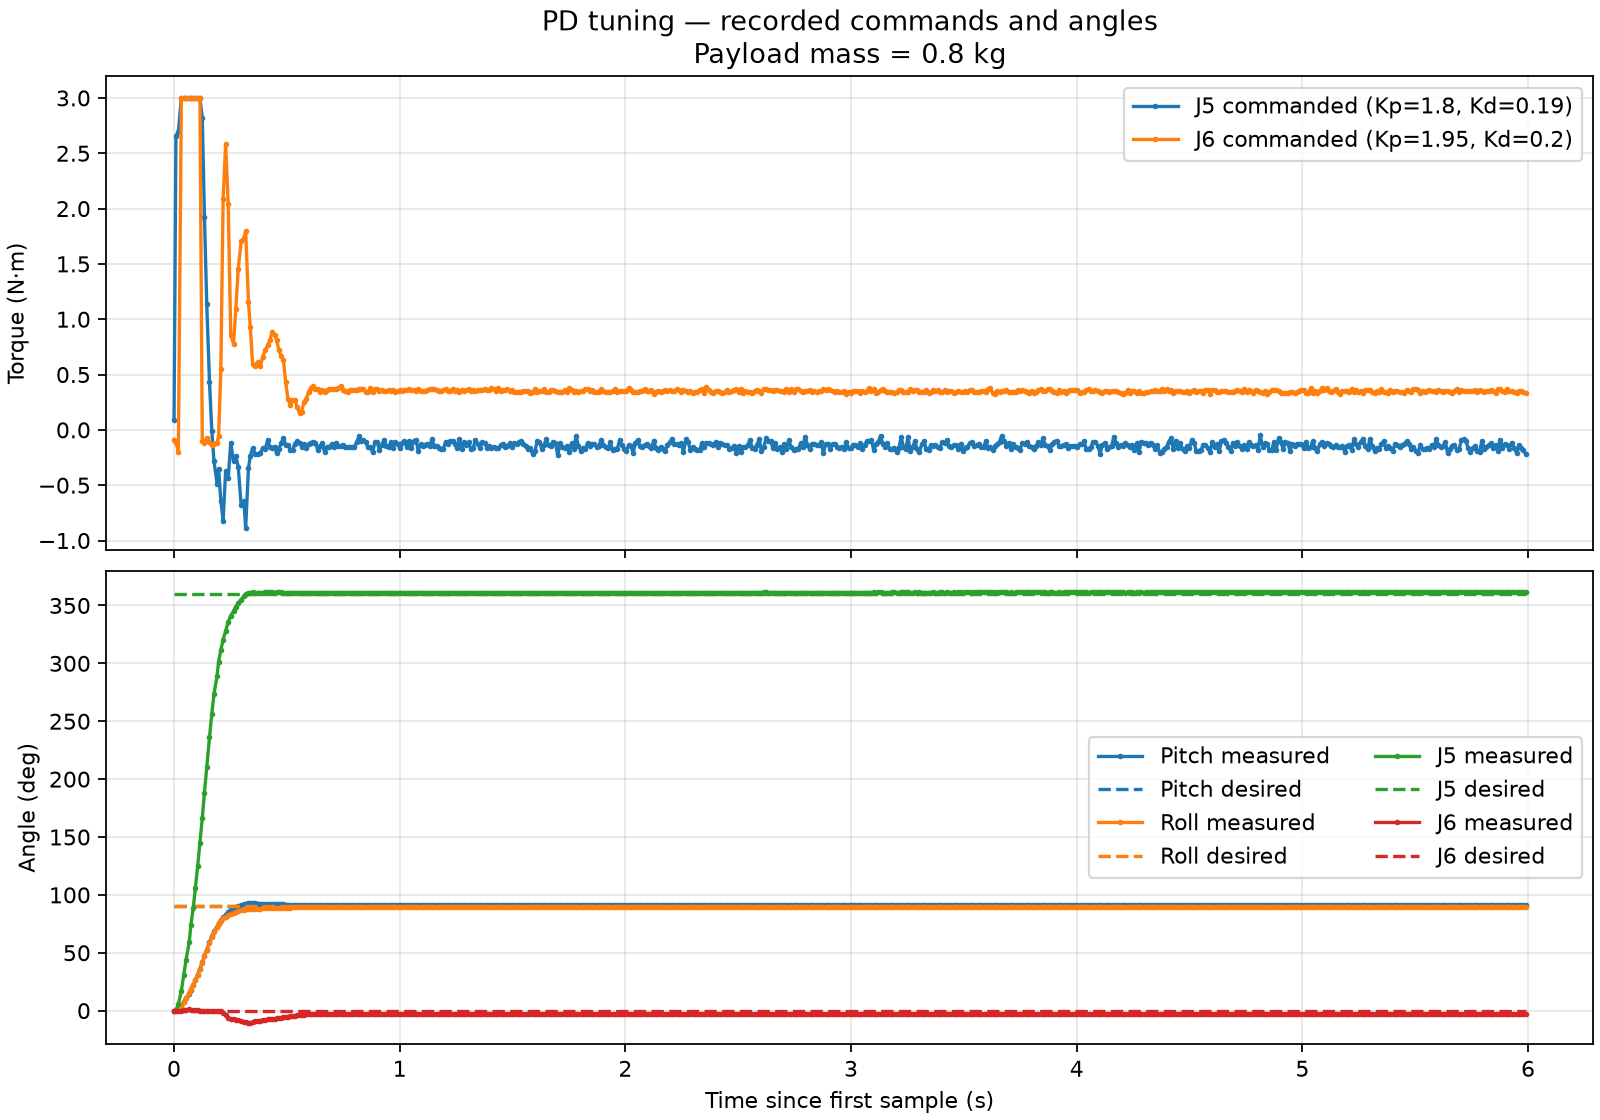 PD tuning — recorded commands and angles
Payload mass = 0.8 kg
3.0
2.5
2.0
1.5
1.0
0.5
0.0
−0.5
−1.0
Torque (N·m)
J5 commanded (Kp=1.8, Kd=0.19)
J6 commanded (Kp=1.95, Kd=0.2)
350
300
250
200
150
100
50
0
Angle (deg)
Pitch measured
Pitch desired
Roll measured
Roll desired
J5 measured
J5 desired
J6 measured
J6 desired
0 1 2 3 4 5 6
Time since first sample (s)